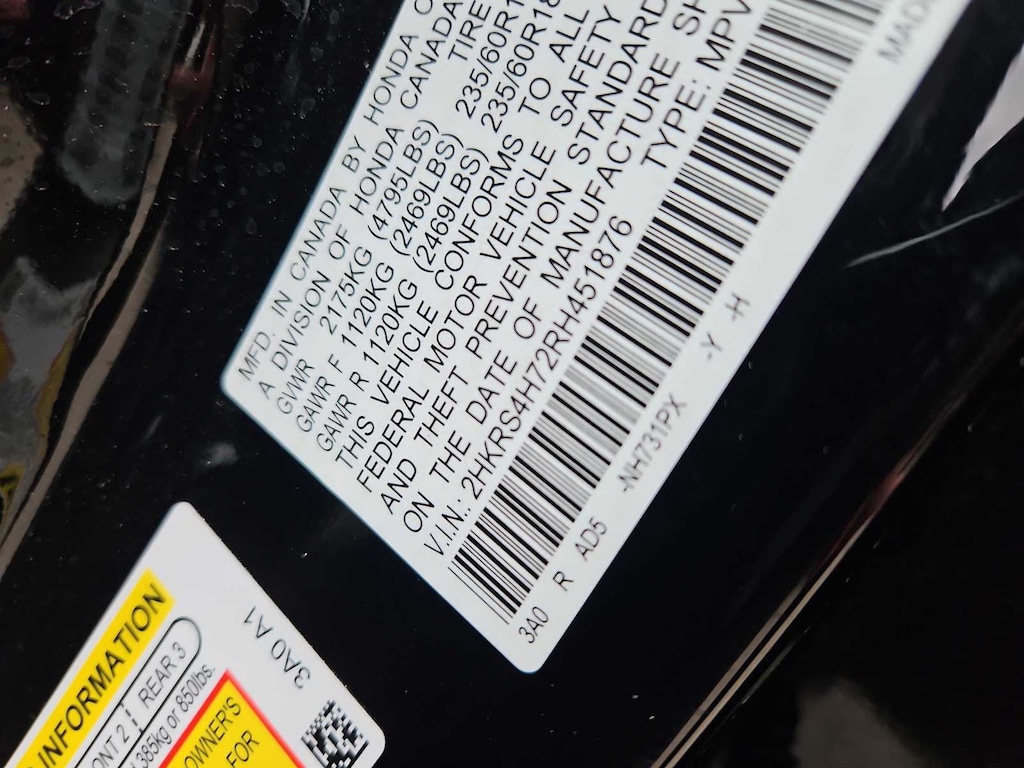 MFD. IN CANADA BY HONDA
A DIVISION OF HONDA CANADA
TIRE
GVWR 2175KG (4795LBS)
GAWR F 1120KG (2469LBS) 235/60R1
GAWR R 1120KG (2469LBS) 235/60R18
THIS VEHICLE CONFORMS TO ALL
FEDERAL MOTOR VEHICLE SAFETY
AND THEFT PREVENTION STANDARD
ON THE DATE OF MANUFACTURE SH
V.I.N.: 2HKRS4H72RH451876 TYPE: MPV
3A0 R AD5 -NH731PX -Y -H
MADE
INFORMATION
ONT 2 REAR 3
385kg or 850lbs.
OWNER'S
FOR
3A0 A1